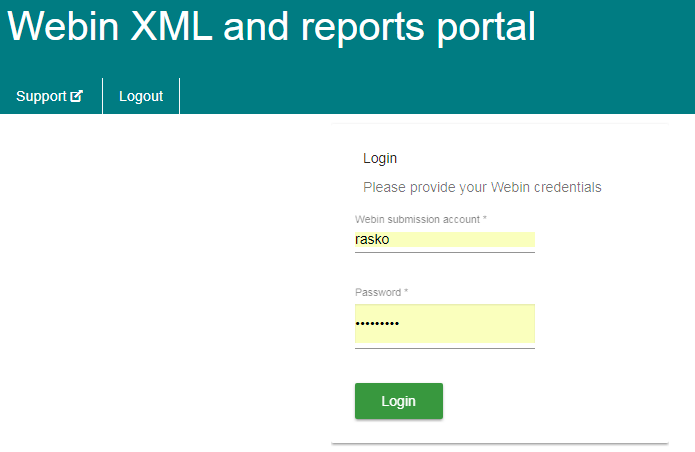 Webin XML and reports portal
Support
Logout
Login
Please provide your Webin credentials
Webin submission account *
rasko
Password *
•••••••••
Login